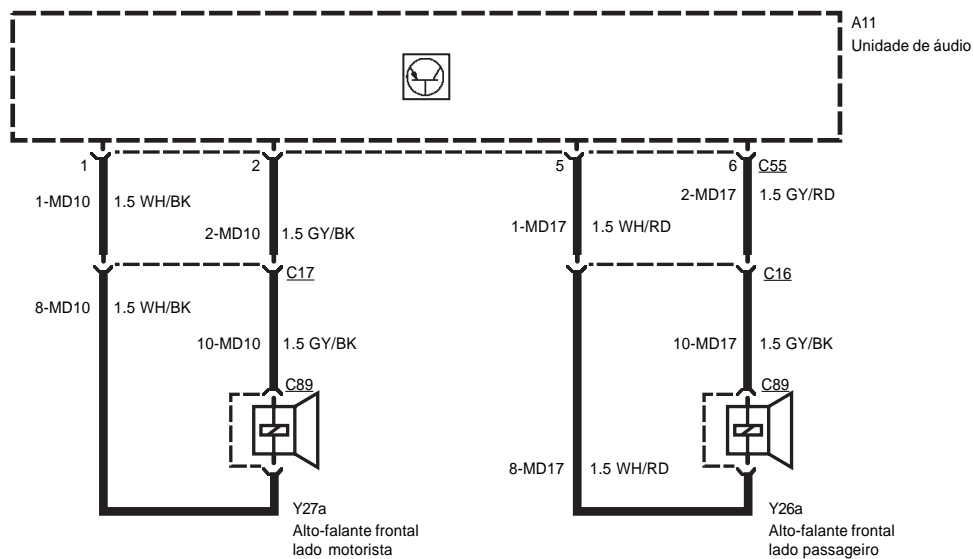 A11
Unidade de áudio
1
2
5
6 C55
1-MD10 1.5 WH/BK
2-MD17 1.5 GY/RD
2-MD10 1.5 GY/BK
1-MD17 1.5 WH/RD
C17
C16
8-MD10 1.5 WH/BK
10-MD10 1.5 GY/BK
10-MD17 1.5 GY/BK
C89
C89
8-MD17 1.5 WH/RD
Y27a
Alto-falante frontal
lado motorista
Y26a
Alto-falante frontal
lado passageiro